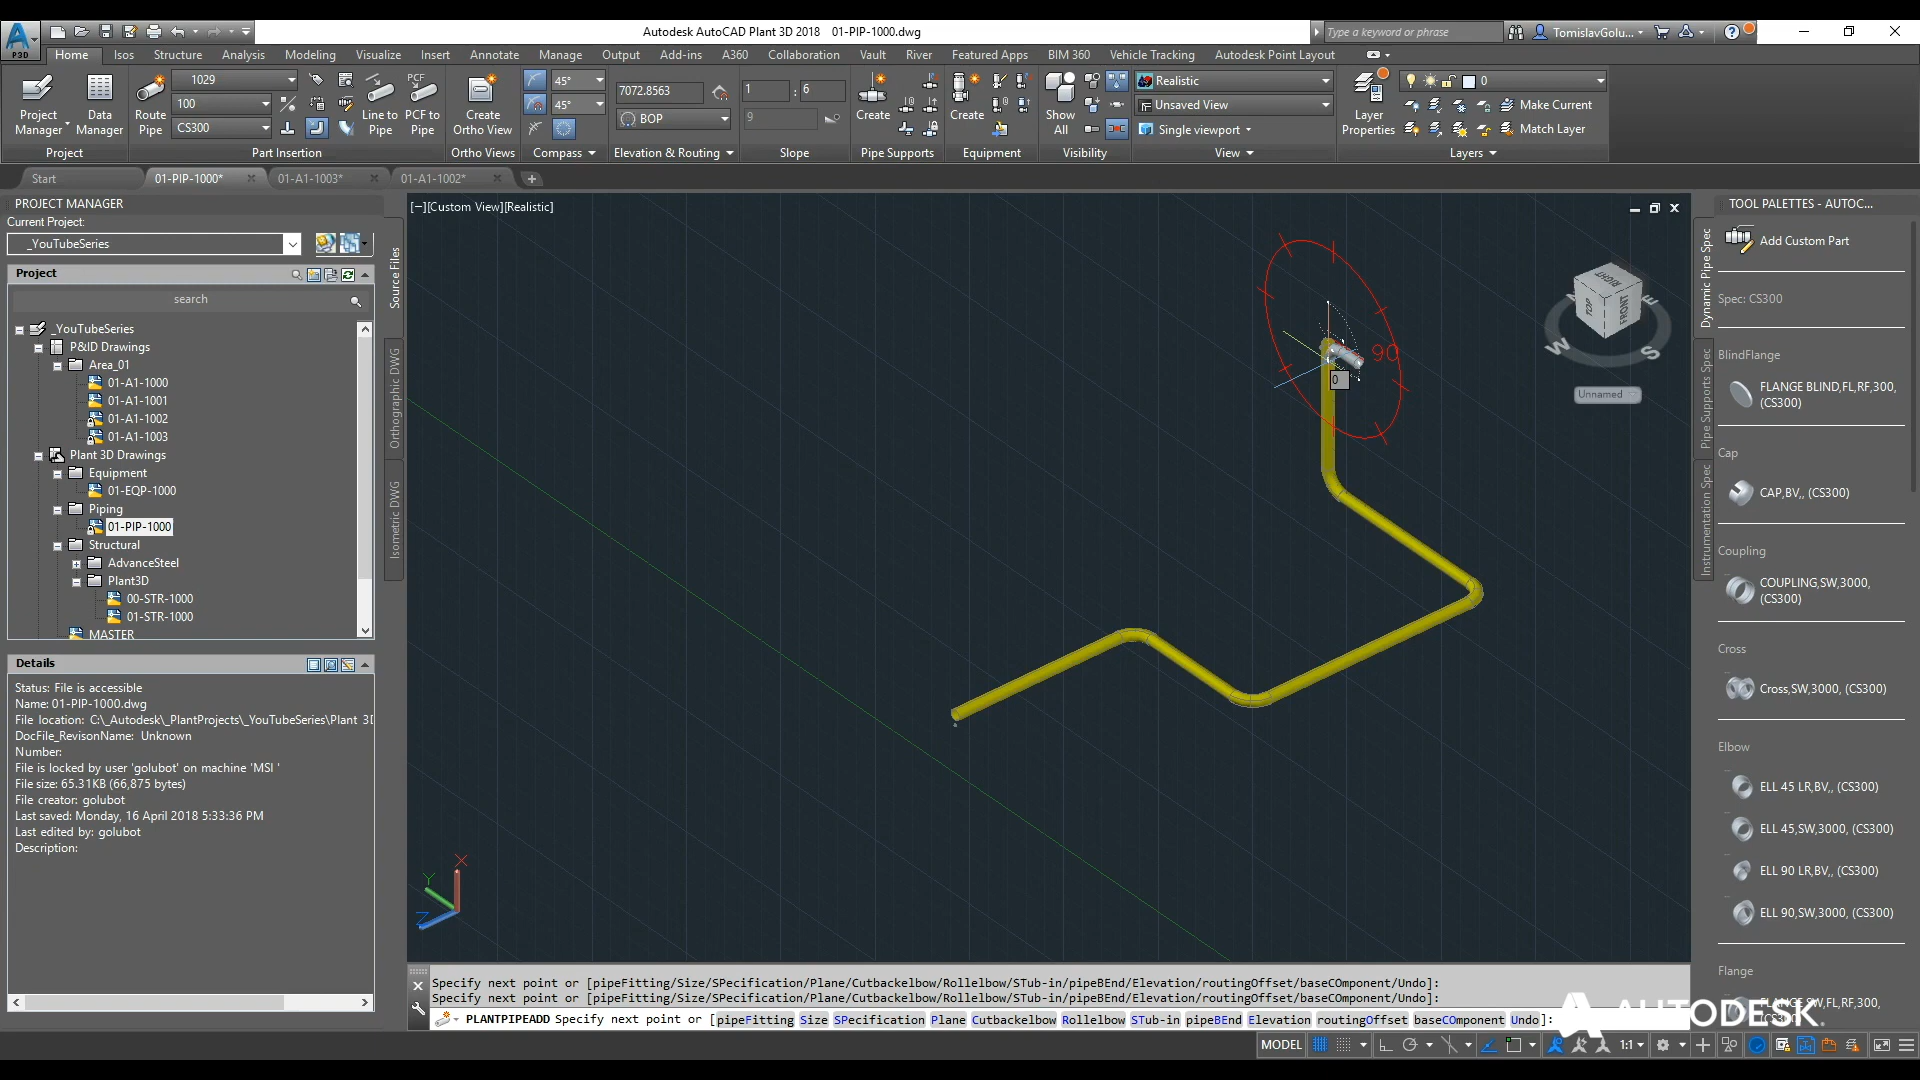 Autodesk AutoCAD Plant 3D 2018 01-PIP-1000.dwg
Type a keyword or phrase
TomislavGolu...
P3D
Home Isos Structure Analysis Modeling Visualize Insert Annotate Manage Output Add-ins A360 Collaboration Vault River Featured Apps BIM 360 Vehicle Tracking Autodesk Point Layout
Project Manager
Data Manager
Project
Route Pipe
1029
100
CS300
Line to Pipe
PCF
PCF to Pipe
Part Insertion
Create Ortho View
Ortho Views
45°
45°
Compass
7072.8563
BOP
Elevation & Routing
1 : 6
9
Slope
Create
Pipe Supports
Create
Equipment
Show All
Visibility
Realistic
Unsaved View
Single viewport
View
Layer Properties
0
Make Current
Match Layer
Layers
Start 01-PIP-1000* 01-A1-1003* 01-A1-1002*
PROJECT MANAGER
Current Project:
_YouTubeSeries
Project
search
_YouTubeSeries
P&ID Drawings
Area_01
01-A1-1000
01-A1-1001
01-A1-1002
01-A1-1003
Plant 3D Drawings
Equipment
01-EQP-1000
Piping
01-PIP-1000
Structural
AdvanceSteel
Plant3D
00-STR-1000
01-STR-1000
MASTER
Source Files
Orthographic DWG
Isometric DWG
Details
Status: File is accessible
Name: 01-PIP-1000.dwg
File location: C:\_Autodesk\_PlantProjects\_YouTubeSeries\Plant 3D
DocFile_RevisonName: Unknown
Number:
File is locked by user 'golubot' on machine 'MSI '
File size: 65.31KB (66,875 bytes)
File creator: golubot
Last saved: Monday, 16 April 2018 5:33:36 PM
Last edited by: golubot
Description:
[−][Custom View][Realistic]
90
0
RIGHT
TOP
FRONT
W
S
E
Unnamed
X
Y
Z
TOOL PALETTES - AUTOC...
Dynamic Pipe Spec
Pipe Supports Spec
Instrumentation Spec
Add Custom Part
Spec: CS300
BlindFlange
FLANGE BLIND,FL,RF,300, (CS300)
Cap
CAP,BV,, (CS300)
Coupling
COUPLING,SW,3000, (CS300)
Cross
Cross,SW,3000, (CS300)
Elbow
ELL 45 LR,BV,, (CS300)
ELL 45,SW,3000, (CS300)
ELL 90 LR,BV,, (CS300)
ELL 90,SW,3000, (CS300)
Flange
FLANGE,SW,FL,RF,300, (CS300)
AUTODESK.
Specify next point or [pipeFitting/Size/SPecification/Plane/Cutbackelbow/Rollelbow/STub-in/pipeBEnd/Elevation/routingOffset/baseCOmponent/Undo]:
Specify next point or [pipeFitting/Size/SPecification/Plane/Cutbackelbow/Rollelbow/STub-in/pipeBEnd/Elevation/routingOffset/baseCOmponent/Undo]:
PLANTPIPEADD Specify next point or [pipeFitting Size SPecification Plane Cutbackelbow Rollelbow STub-in pipeBEnd Elevation routingOffset baseCOmponent Undo]:
MODEL 1:1